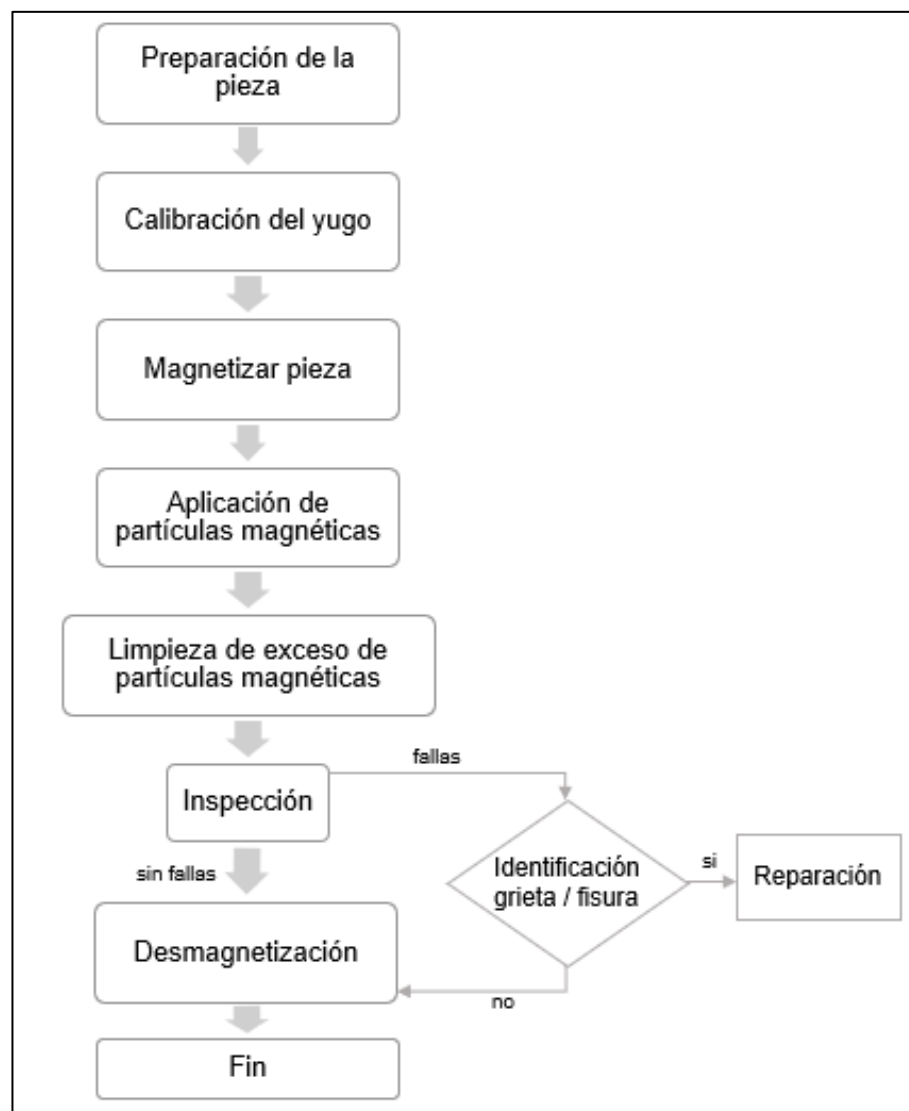 Preparación de la
pieza
Calibración del yugo
Magnetizar pieza
Aplicación de
partículas magnéticas
Limpieza de exceso de
partículas magnéticas
fallas
Inspección
Identificación
grieta / fisura
si
Reparación
sin fallas
Desmagnetización
no
Fin